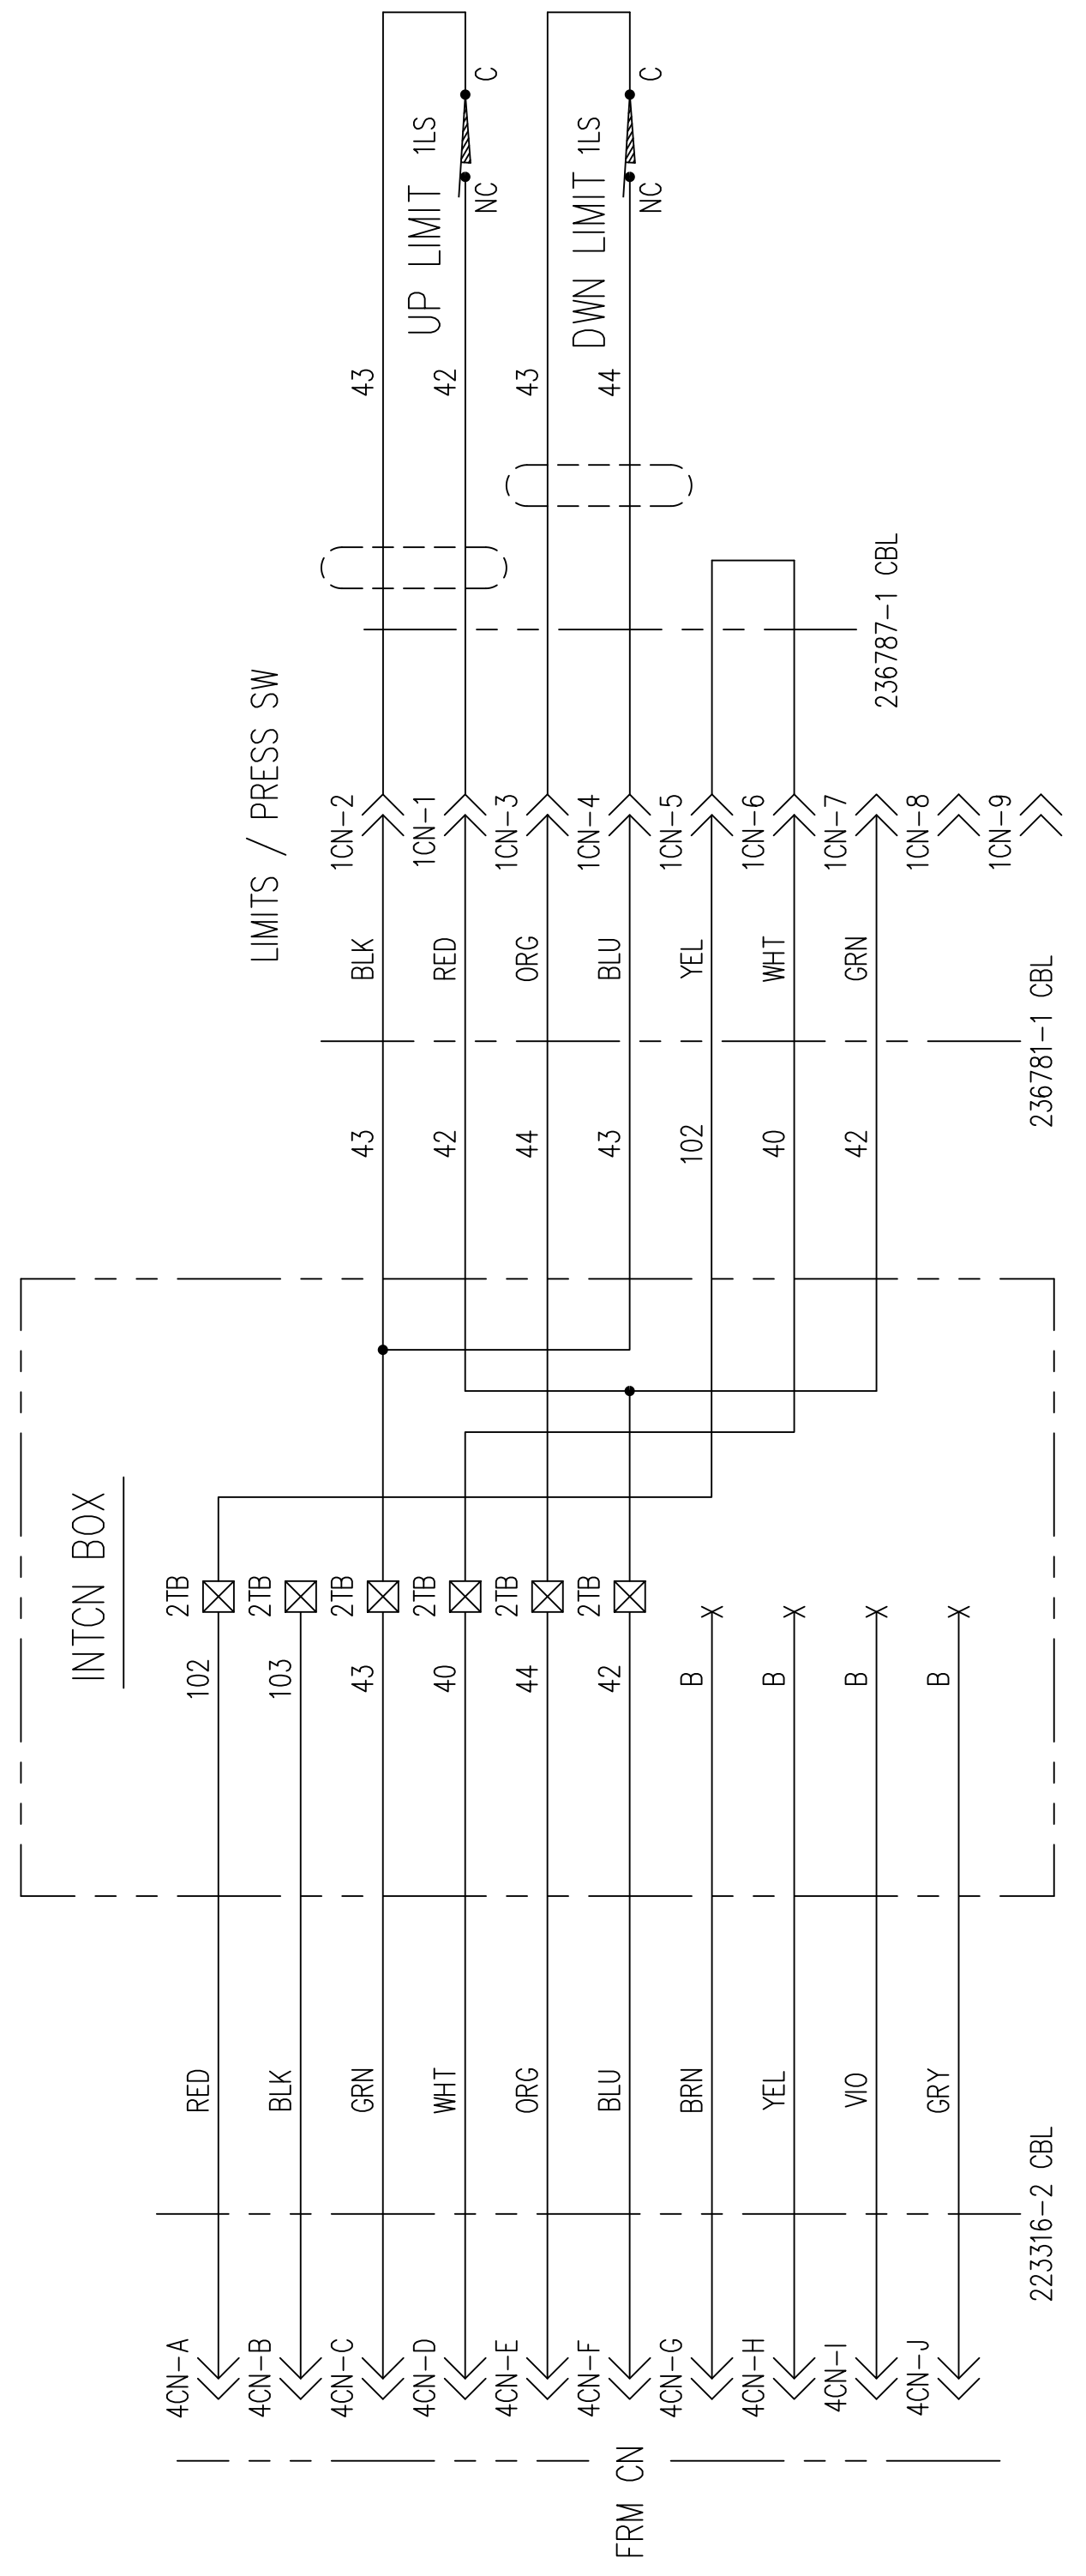 LIMITS / PRESS SW
UP LIMIT 1LS
C
NC
DWN LIMIT 1LS
C
NC
43
42
43
44
236787-1 CBL
1CN-2
1CN-1
1CN-3
1CN-4
1CN-5
1CN-6
1CN-7
1CN-8
1CN-9
BLK
RED
ORG
BLU
YEL
WHT
GRN
236781-1 CBL
43
42
44
43
102
40
42
INTCN BOX
2TB
2TB
2TB
2TB
2TB
2TB
102
103
43
40
44
42
B
B
B
B
RED
BLK
GRN
WHT
ORG
BLU
BRN
YEL
VIO
GRY
223316-2 CBL
4CN-A
4CN-B
4CN-C
4CN-D
4CN-E
4CN-F
4CN-G
4CN-H
4CN-I
4CN-J
FRM CN